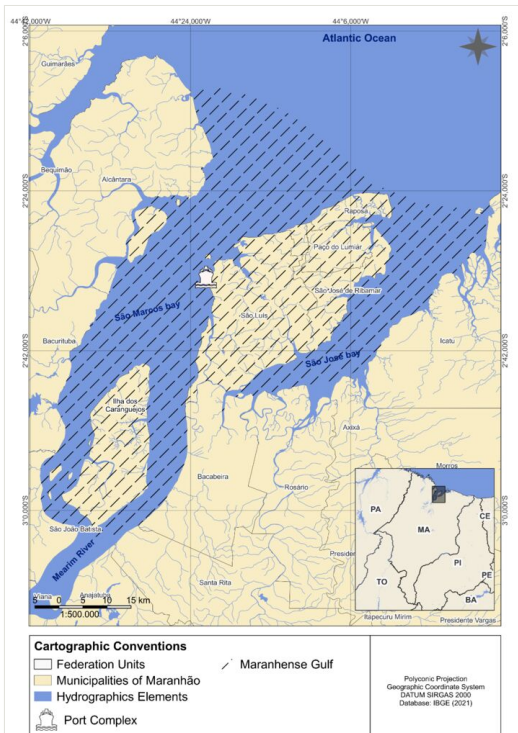 44°42,000'W
44°24,000'W
44°6,000'W
2°6,000'S
2°6,000'S
Atlantic Ocean
Guimarães
Bequimão
Alcântara
2°24,000'S
2°24,000'S
Raposa
Paço do Lumiar
São José de Ribamar
São Marcos bay
São Luís
Bacurituba
São José bay
Icatu
2°42,000'S
2°42,000'S
Ilha dos
Caranguejos
Axixá
Morros
Bacabeira
Rosário
3°0,000'S
3°0,000'S
São João Batista
Mearim River
PA
MA
CE
PI
TO
PE
BA
Viana
Anajatuba
Santa Rita
Itapecuru Mirim
Presidente Vargas
5 0 5 10 15 km
1:500.000
Cartographic Conventions
Federation Units
Maranhense Gulf
Municipalities of Maranhão
Hydrographics Elements
Port Complex
Polyconic Projection
Geographic Coordinate System
DATUM SIRGAS 2000
Database: IBGE (2021)